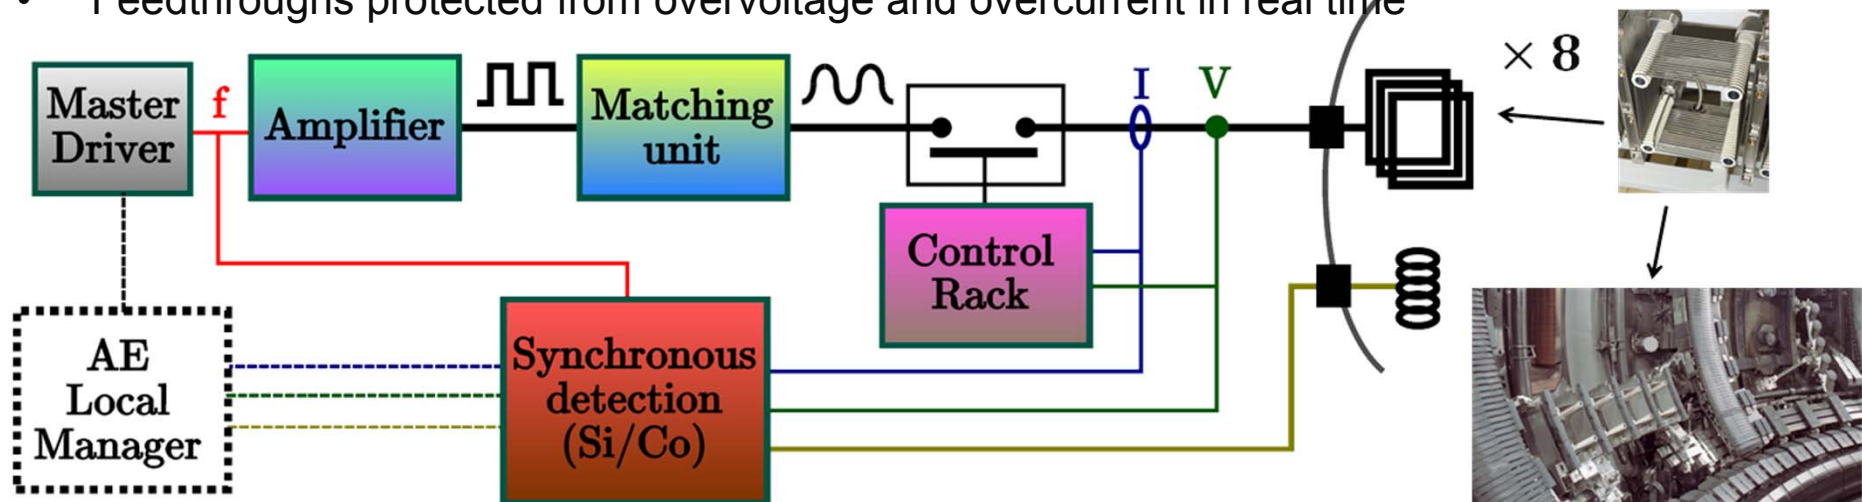 • Feedthroughs protected from overvoltage and overcurrent in real time
Master
Driver
f
Amplifier
Matching
unit
I
V
× 8
Control
Rack
AE
Local
Manager
Synchronous
detection
(Si/Co)